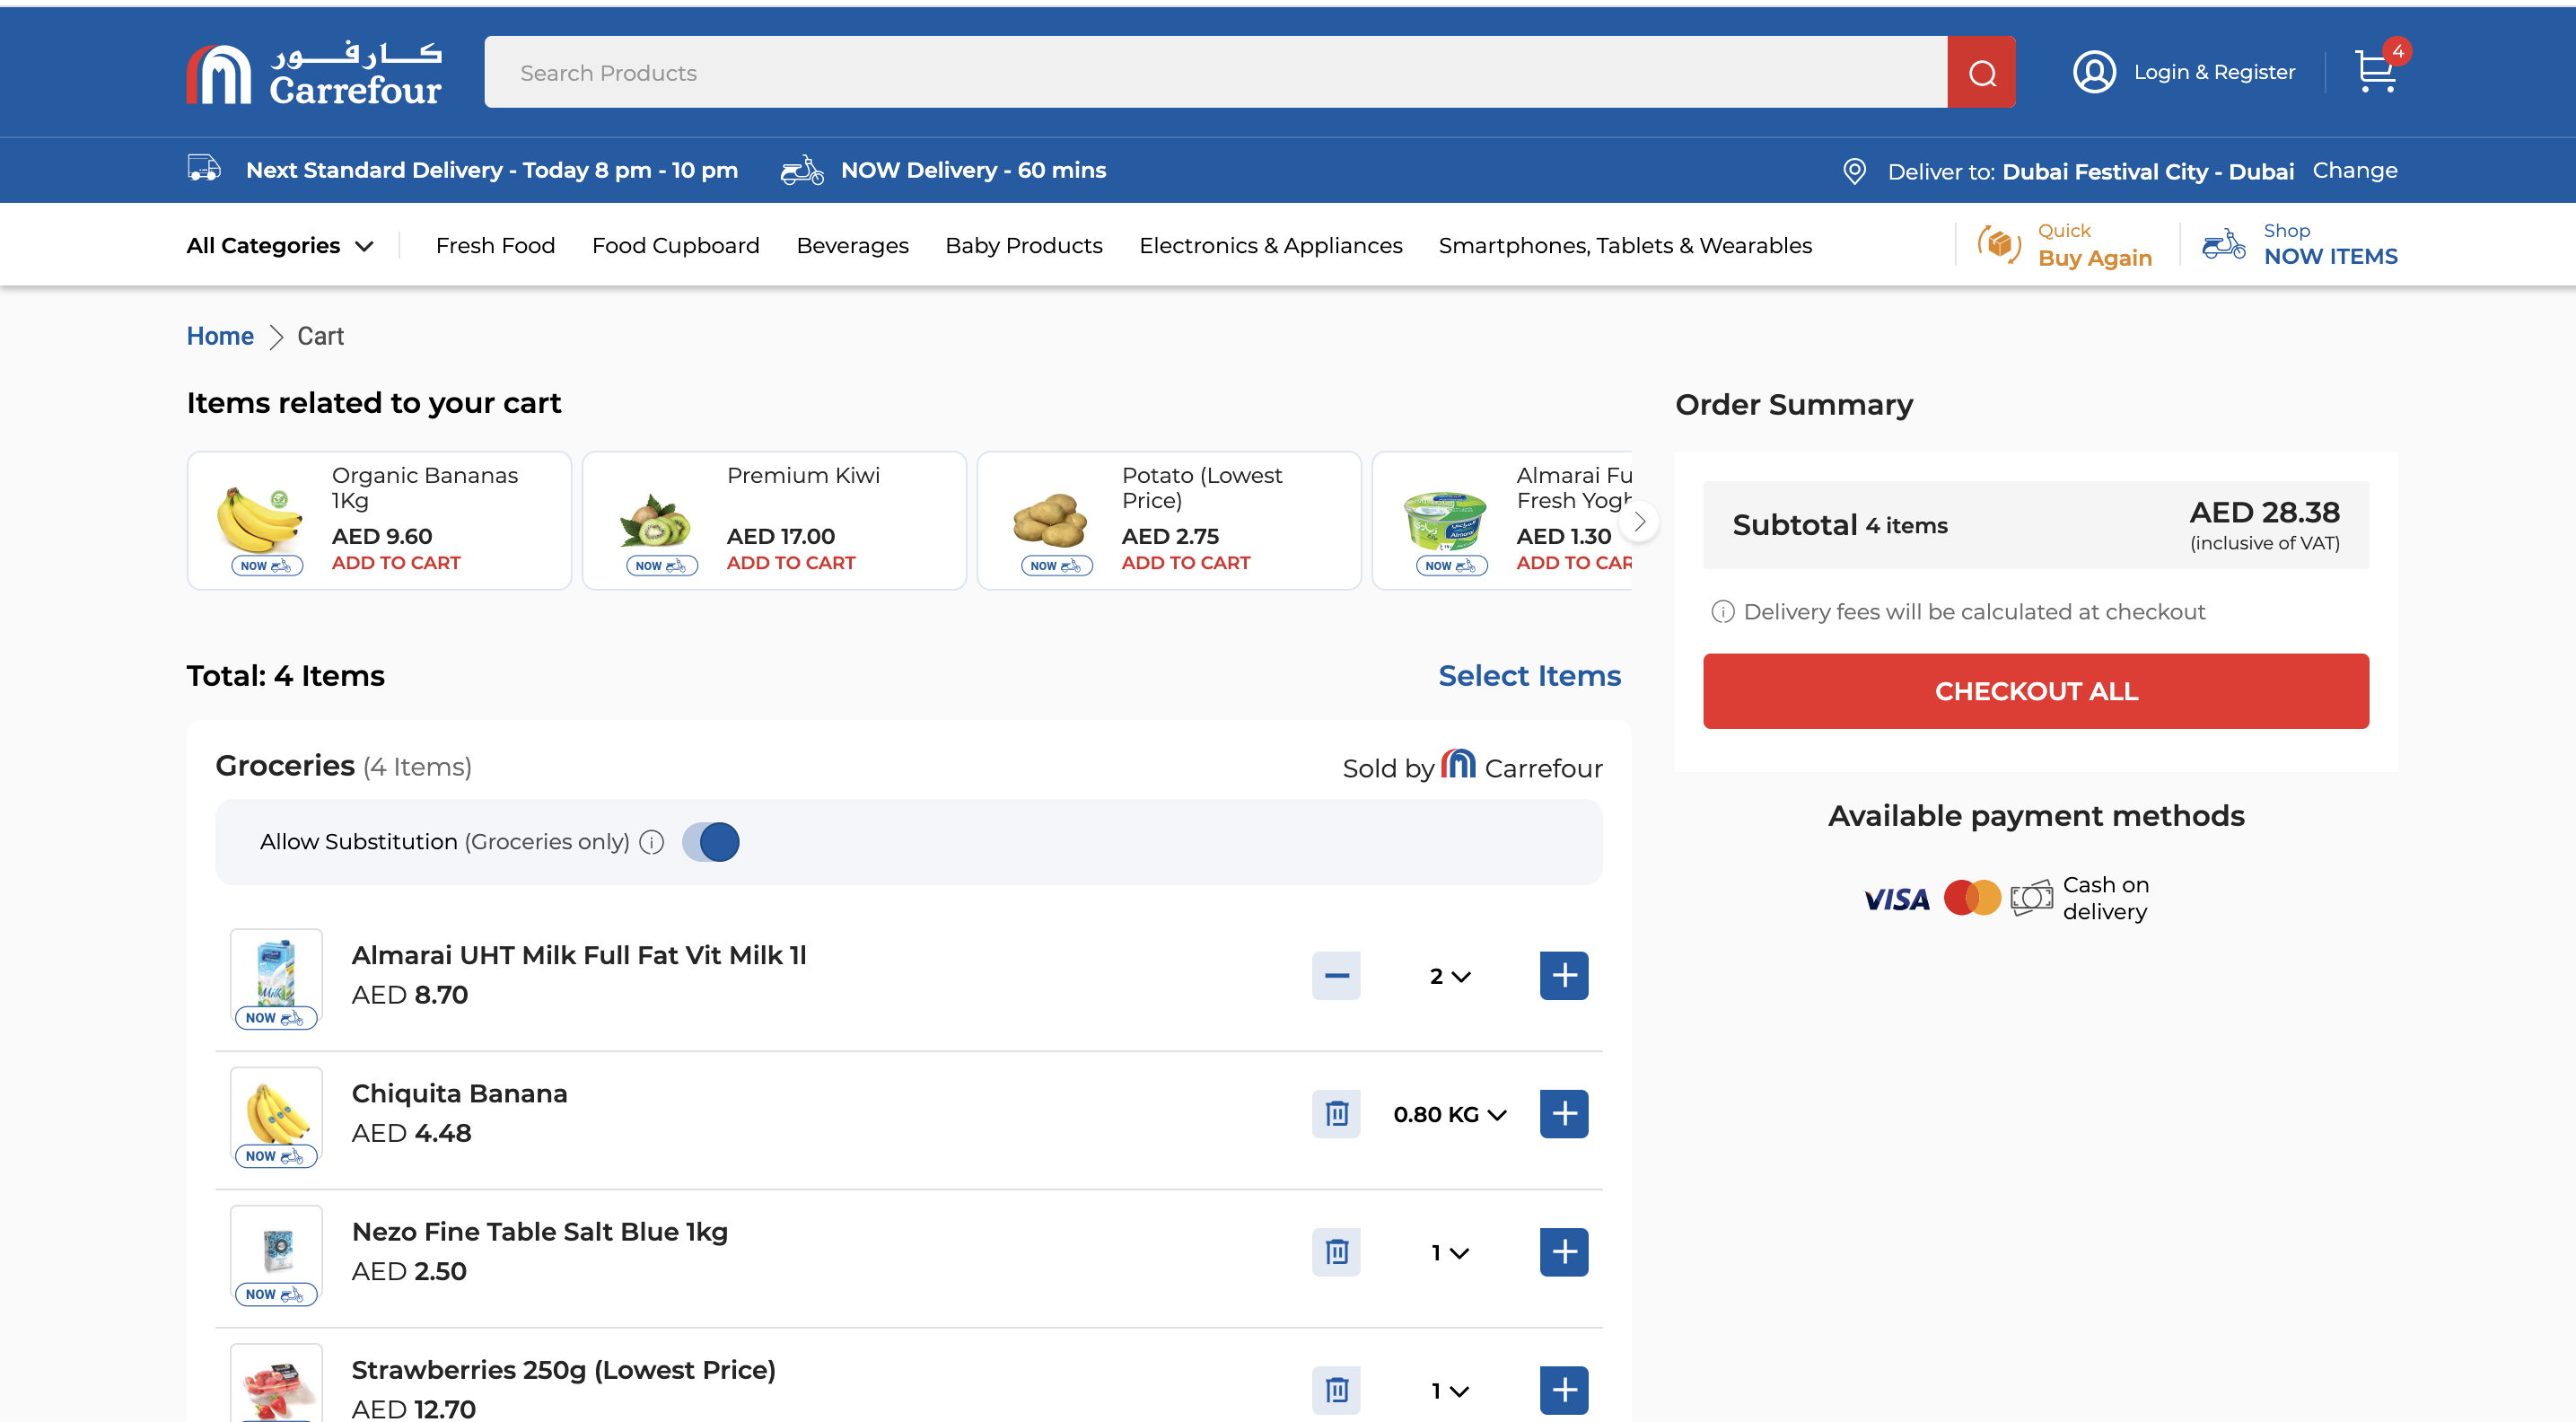 كارفور
Carrefour
Search Products
Login & Register
4
Next Standard Delivery - Today 8 pm - 10 pm
NOW Delivery - 60 mins
Deliver to: Dubai Festival City - Dubai
Change
All Categories
Fresh Food
Food Cupboard
Beverages
Baby Products
Electronics & Appliances
Smartphones, Tablets & Wearables
Quick
Buy Again
Shop
NOW ITEMS
Home
Cart
Items related to your cart
Organic Bananas
1Kg
AED 9.60
NOW
ADD TO CART
Premium Kiwi
AED 17.00
NOW
ADD TO CART
Potato (Lowest
Price)
AED 2.75
NOW
ADD TO CART
Almarai Fu
Fresh Yogh
AED 1.30
NOW
ADD TO CAR
Order Summary
Subtotal 4 items
AED 28.38
(inclusive of VAT)
Delivery fees will be calculated at checkout
CHECKOUT ALL
Available payment methods
VISA
Cash on
delivery
Total: 4 Items
Select Items
Groceries (4 Items)
Sold by Carrefour
Allow Substitution (Groceries only)
Almarai UHT Milk Full Fat Vit Milk 1l
AED 8.70
Milk
NOW
2
Chiquita Banana
AED 4.48
NOW
0.80 KG
Nezo Fine Table Salt Blue 1kg
AED 2.50
NOW
1
Strawberries 250g (Lowest Price)
AED 12.70
1